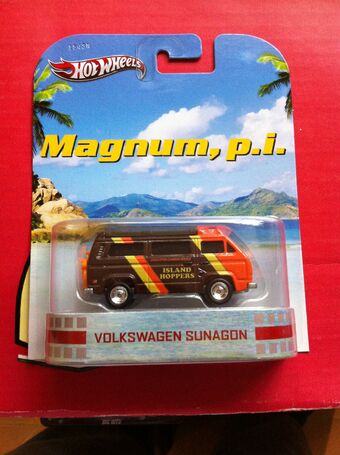 HOT WHEELS
Magnum, p.i.
ISLAND
HOPPERS
VOLKSWAGEN SUNAGON